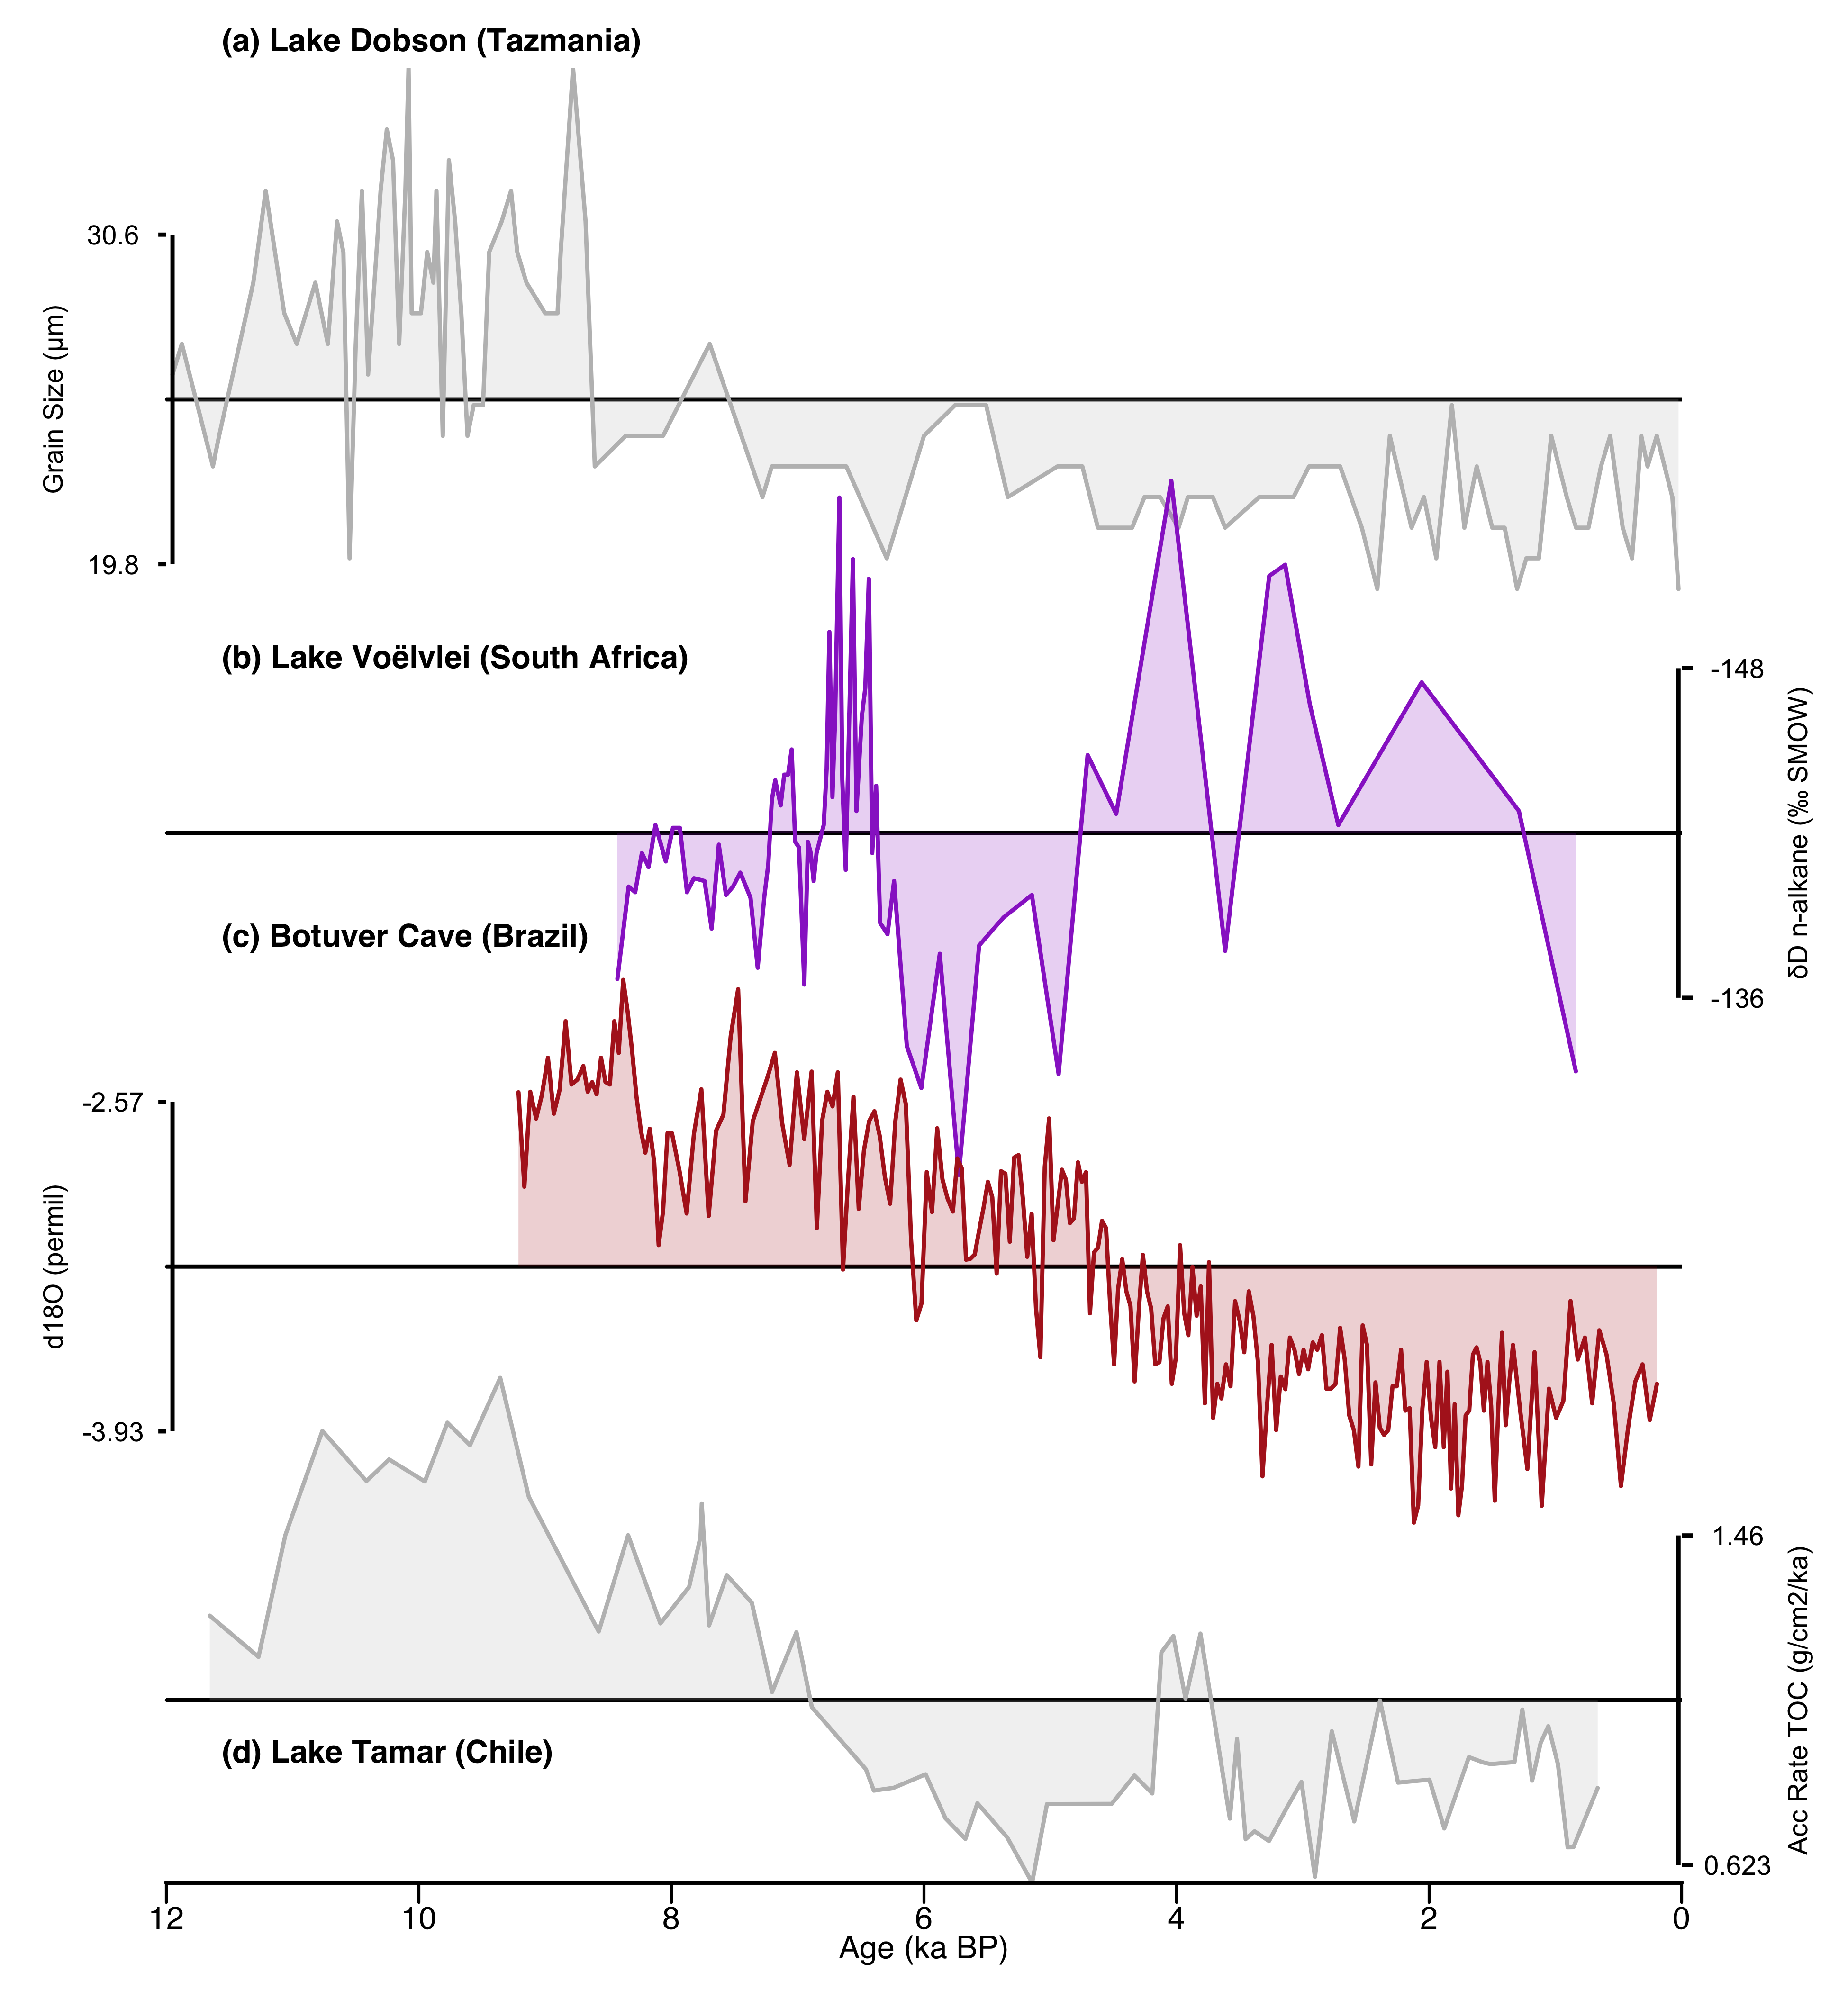 (a) Lake Dobson (Tazmania)
30.6
Grain Size (μm)
19.8
(b) Lake Voëlvlei (South Africa)
-148
δD n-alkane (‰ SMOW)
-136
(c) Botuver Cave (Brazil)
-2.57
d18O (permil)
-3.93
1.46
Acc Rate TOC (g/cm2/ka)
0.623
(d) Lake Tamar (Chile)
12 10 8 6 4 2 0
Age (ka BP)